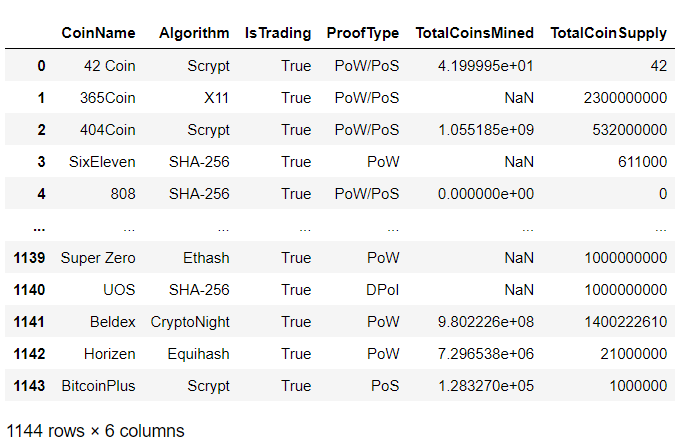 CoinName Algorithm IsTrading ProofType TotalCoinsMined TotalCoinSupply
0 42 Coin Scrypt True PoW/PoS 4.199995e+01 42
1 365Coin X11 True PoW/PoS NaN 2300000000
2 404Coin Scrypt True PoW/PoS 1.055185e+09 532000000
3 SixEleven SHA-256 True PoW NaN 611000
4 808 SHA-256 True PoW/PoS 0.000000e+00 0
... ... ... ... ... ... ...
1139 Super Zero Ethash True PoW NaN 1000000000
1140 UOS SHA-256 True DPoI NaN 1000000000
1141 Beldex CryptoNight True PoW 9.802226e+08 1400222610
1142 Horizen Equihash True PoW 7.296538e+06 21000000
1143 BitcoinPlus Scrypt True PoS 1.283270e+05 1000000
1144 rows × 6 columns